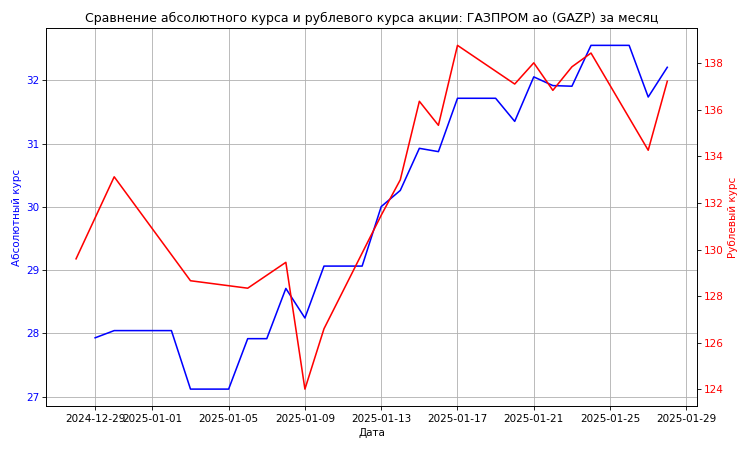 Сравнение абсолютного курса и рублевого курса акции: ГАЗПРОМ ао (GAZP) за месяц
Абсолютный курс
32
31
30
29
28
27
138
136
134
132
130
128
126
124
Рублевый курс
2024-12-29 2025-01-01 2025-01-05 2025-01-09 2025-01-13 2025-01-17 2025-01-21 2025-01-25 2025-01-29
Дата